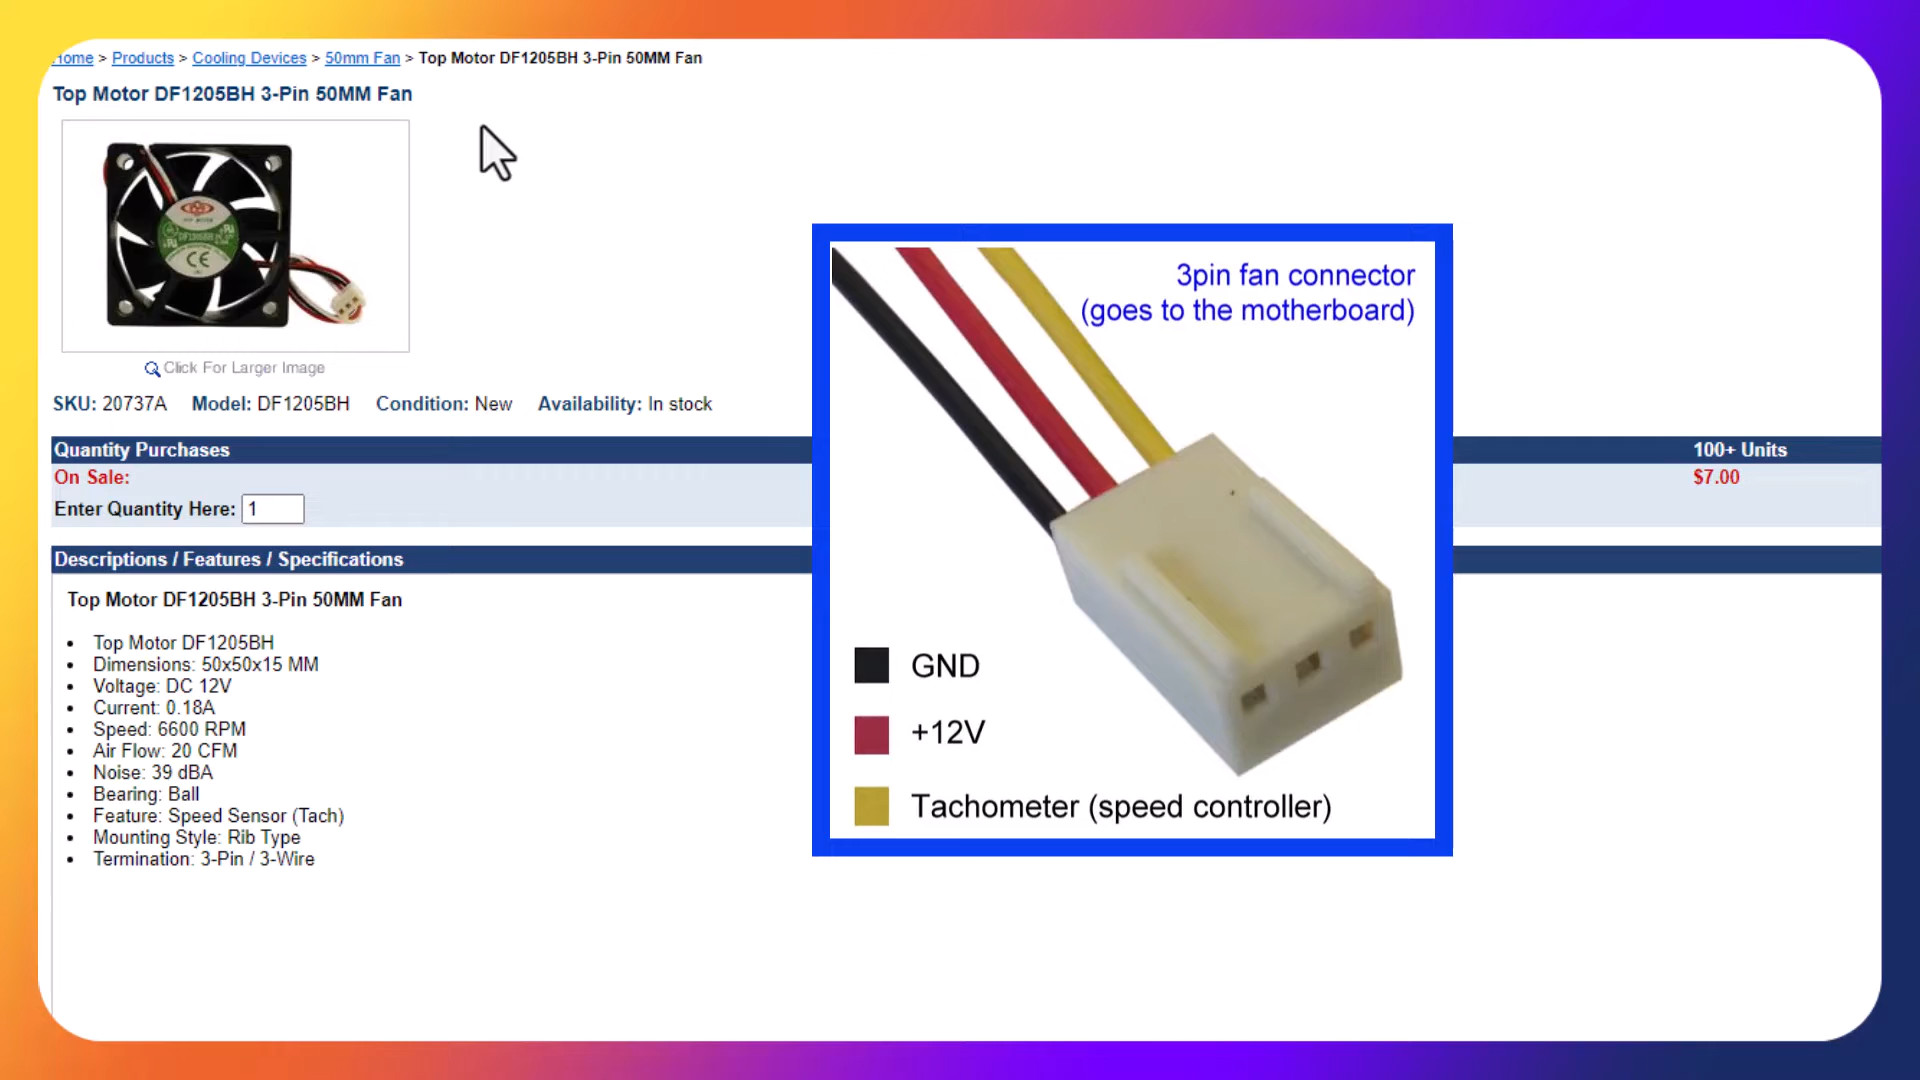 Home > Products > Cooling Devices > 50mm Fan > Top Motor DF1205BH 3-Pin 50MM Fan
Top Motor DF1205BH 3-Pin 50MM Fan
Click For Larger Image
SKU: 20737A Model: DF1205BH Condition: New Availability: In stock
Quantity Purchases
100+ Units
On Sale:
$7.00
Enter Quantity Here: 1
Descriptions / Features / Specifications
Top Motor DF1205BH 3-Pin 50MM Fan
• Top Motor DF1205BH
• Dimensions: 50x50x15 MM
• Voltage: DC 12V
• Current: 0.18A
• Speed: 6600 RPM
• Air Flow: 20 CFM
• Noise: 39 dBA
• Bearing: Ball
• Feature: Speed Sensor (Tach)
• Mounting Style: Rib Type
• Termination: 3-Pin / 3-Wire
3pin fan connector
(goes to the motherboard)
GND
+12V
Tachometer (speed controller)